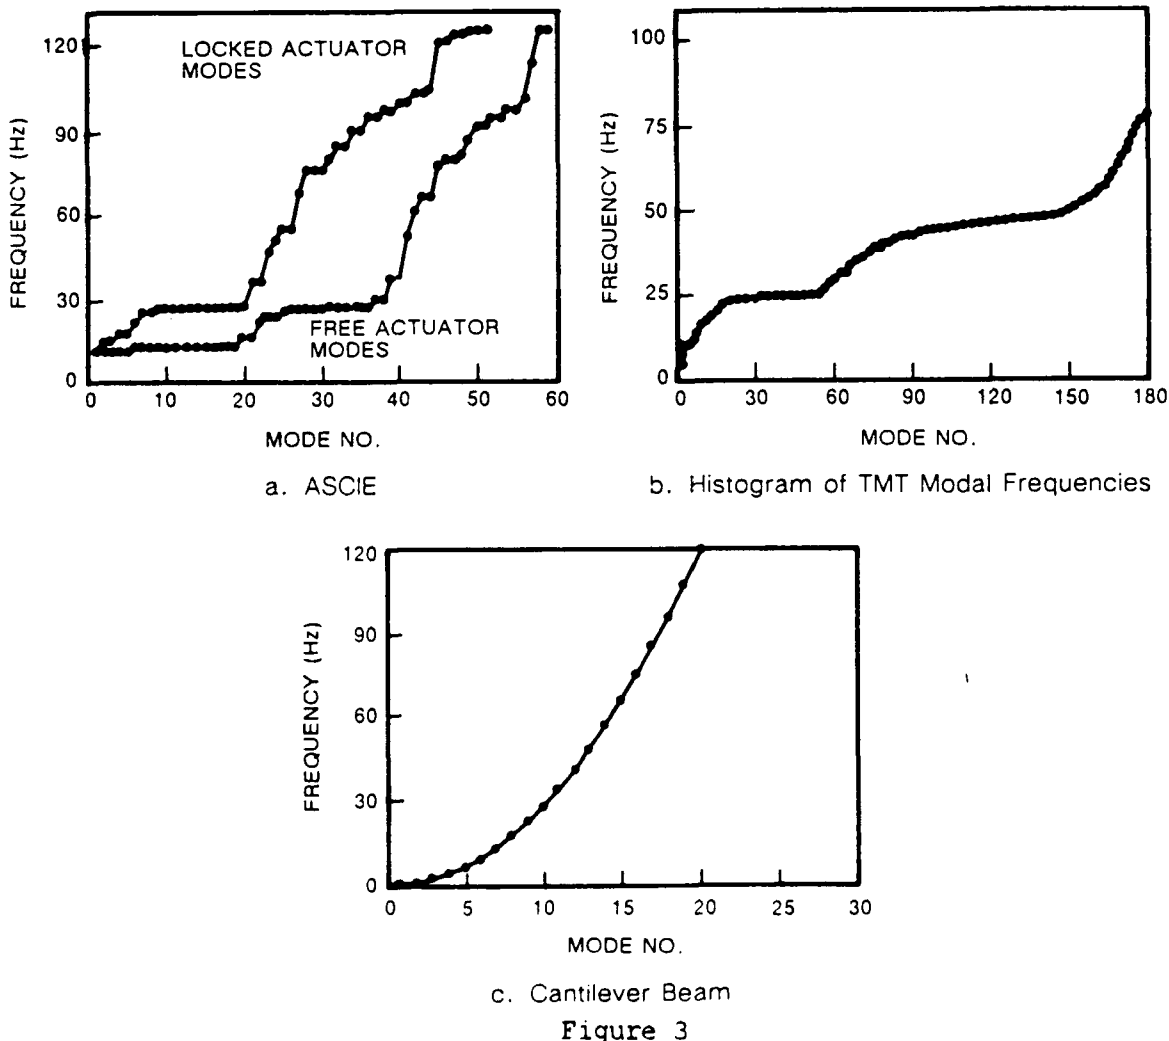 FREQUENCY (Hz)
120
90
60
30
0
LOCKED ACTUATOR
MODES
FREE ACTUATOR
MODES
0 10 20 30 40 50 60
MODE NO.
a. ASCIE
FREQUENCY (Hz)
100
75
50
25
0
0 30 60 90 120 150 180
MODE NO.
b. Histogram of TMT Modal Frequencies
FREQUENCY (Hz)
120
90
60
30
0
0 5 10 15 20 25 30
MODE NO.
c. Cantilever Beam
Figure 3